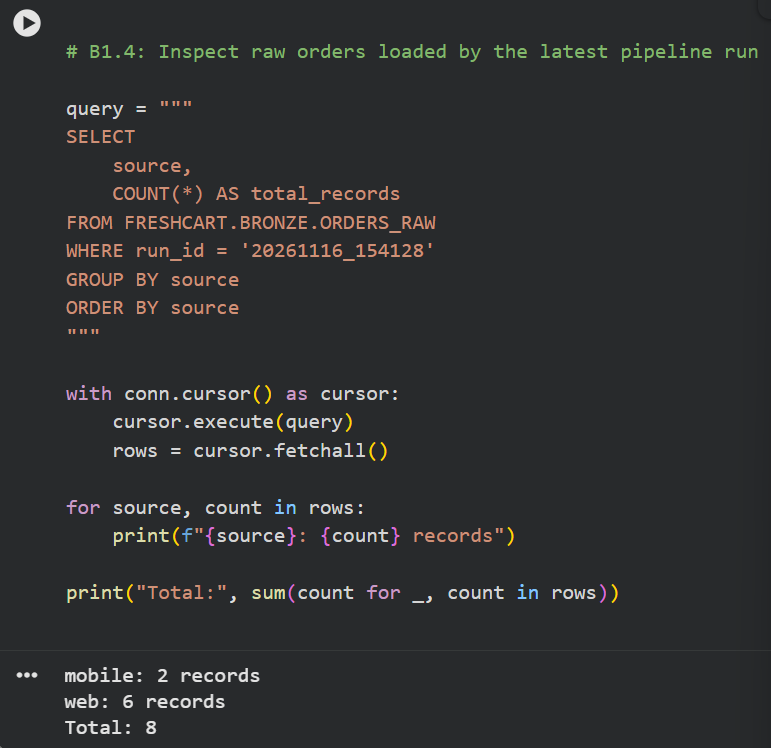 # B1.4: Inspect raw orders loaded by the latest pipeline run
query = """
SELECT
    source,
    COUNT(*) AS total_records
FROM FRESHCART.BRONZE.ORDERS_RAW
WHERE run_id = '20261116_154128'
GROUP BY source
ORDER BY source
"""
with conn.cursor() as cursor:
    cursor.execute(query)
    rows = cursor.fetchall()
for source, count in rows:
    print(f"{source}: {count} records")
print("Total:", sum(count for _, count in rows))
mobile: 2 records
web: 6 records
Total: 8